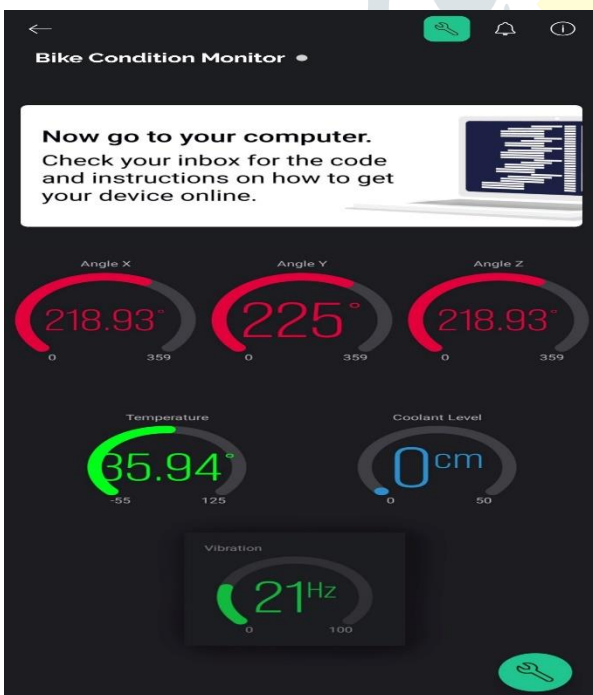 Bike Condition Monitor
Now go to your computer.
Check your inbox for the code
and instructions on how to get
your device online.
Angle X
Angle Y
Angle Z
218.93°
225°
218.93°
0
359
0
359
0
359
Temperature
Coolant Level
35.94°
0cm
-55
125
0
50
Vibration
21Hz
0
100